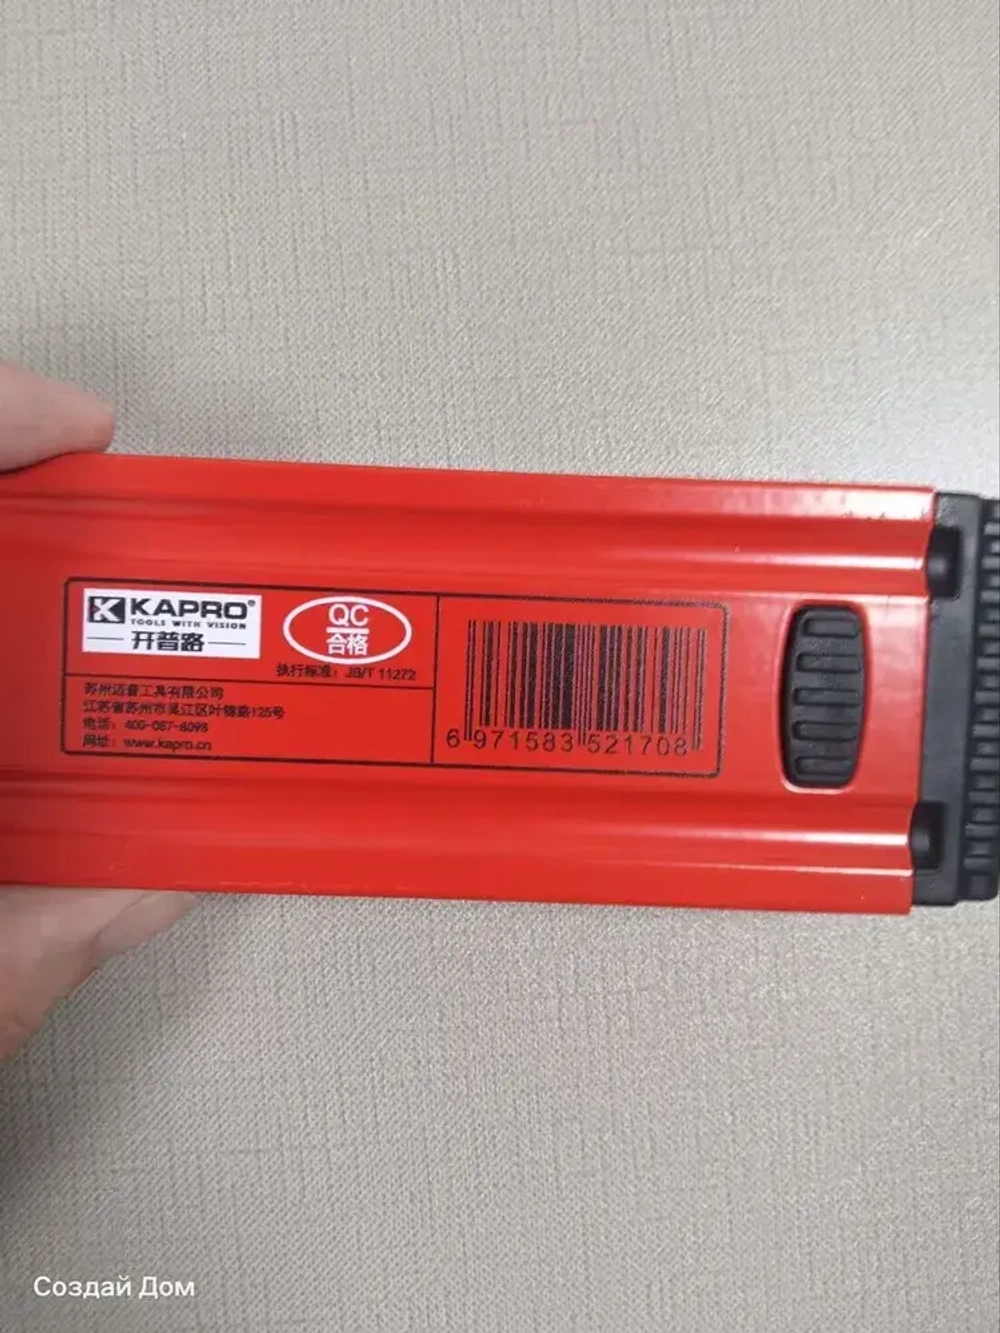 KAPRO®
TOOLS WITH VISION
开普路
QC
合格
执行标准：JB/T 11272
苏州迈普工具有限公司
江苏省苏州市吴江区叶锦路125号
电话：400-087-8098
网址：www.kapro.cn
6 971583 521708
Создай Дом